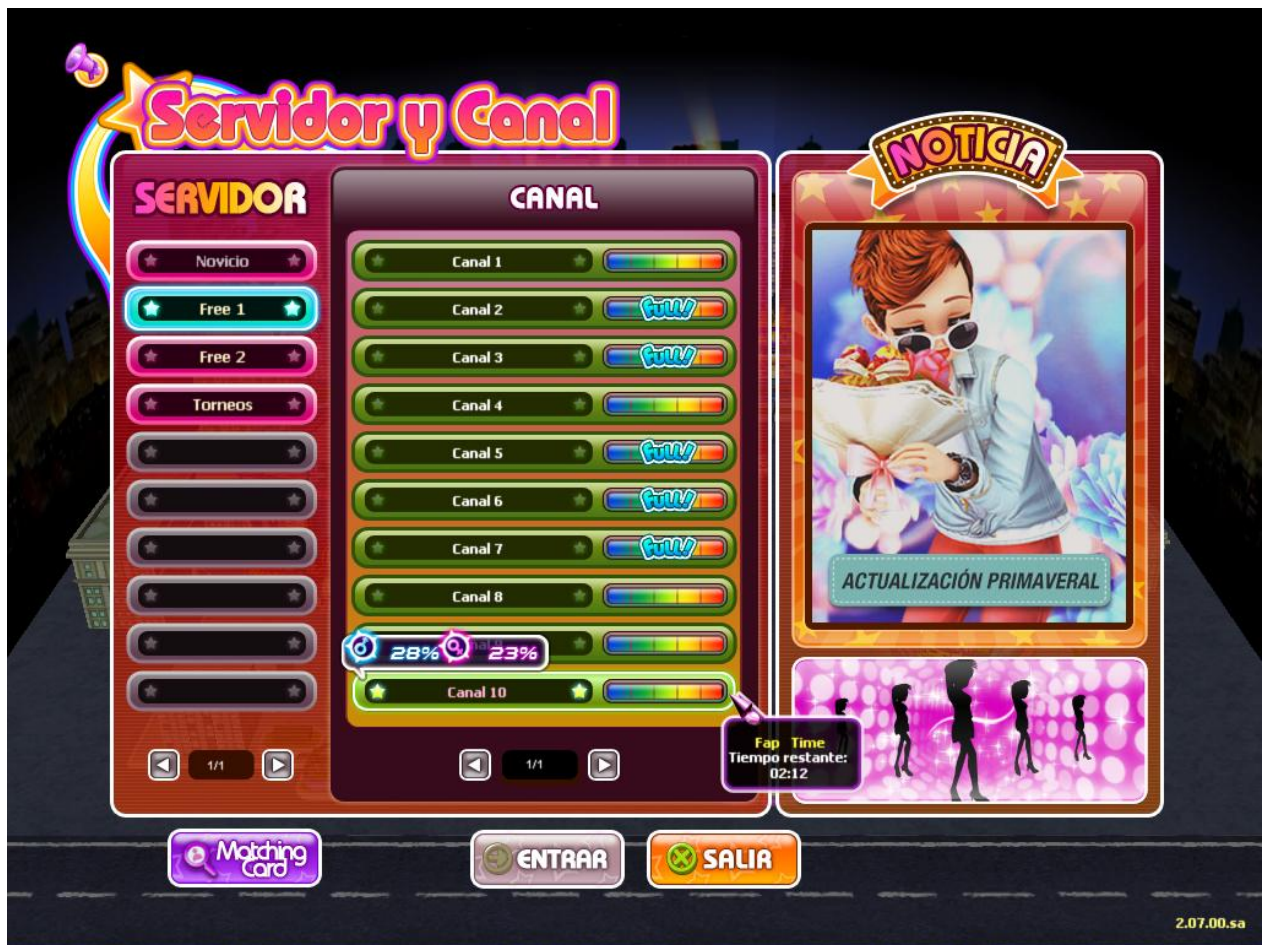 Servidor y Canal
NOTICIA
SERVIDOR
CANAL
Novicio
Canal 1
Free 1
Canal 2
FULL!
Free 2
Canal 3
FULL!
Torneos
Canal 4
Canal 5
FULL!
Canal 6
FULL!
Canal 7
FULL!
Canal 8
28% 23%
Canal 10
ACTUALIZACIÓN PRIMAVERAL
Fap Time
Tiempo restante:
02:12
1/1
1/1
Matching
Card
ENTRAR
SALIR
2.07.00.sa